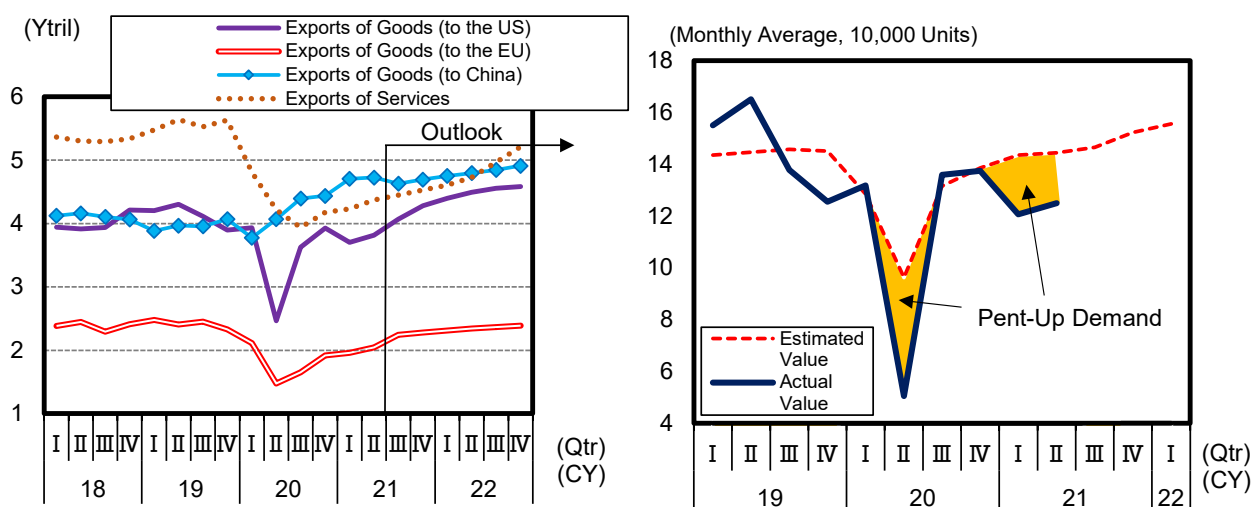 (Ytril)
Exports of Goods (to the US)
Exports of Goods (to the EU)
Exports of Goods (to China)
Exports of Services
Outlook
6
5
4
3
2
1
Ⅰ Ⅱ Ⅲ Ⅳ Ⅰ Ⅱ Ⅲ Ⅳ Ⅰ Ⅱ Ⅲ Ⅳ Ⅰ Ⅱ Ⅲ Ⅳ Ⅰ Ⅱ Ⅲ Ⅳ (Qtr)
18 19 20 21 22 (CY)
(Monthly Average, 10,000 Units)
18
16
14
12
10
8
6
4
Pent-Up Demand
Estimated
Value
Actual
Value
Ⅰ Ⅱ Ⅲ Ⅳ Ⅰ Ⅱ Ⅲ Ⅳ Ⅰ Ⅱ Ⅲ Ⅳ Ⅰ (Qtr)
19 20 21 22 (CY)